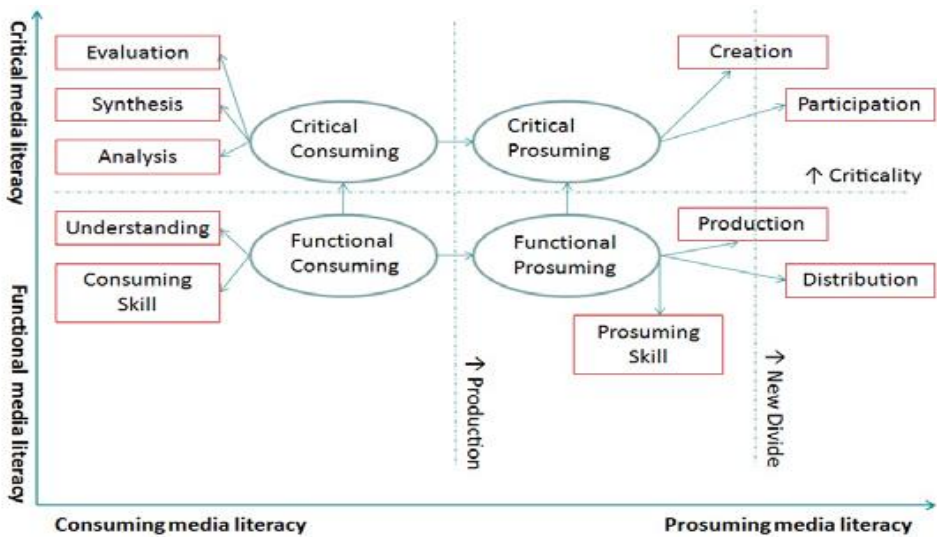 Critical media literacy
Functional media literacy
Evaluation
Synthesis
Analysis
Understanding
Consuming
Skill
Critical
Consuming
Functional
Consuming
Critical
Prosuming
Functional
Prosuming
Creation
Participation
↑ Criticality
Production
Distribution
Prosuming
Skill
↑ Production
↑ New Divide
Consuming media literacy
Prosuming media literacy